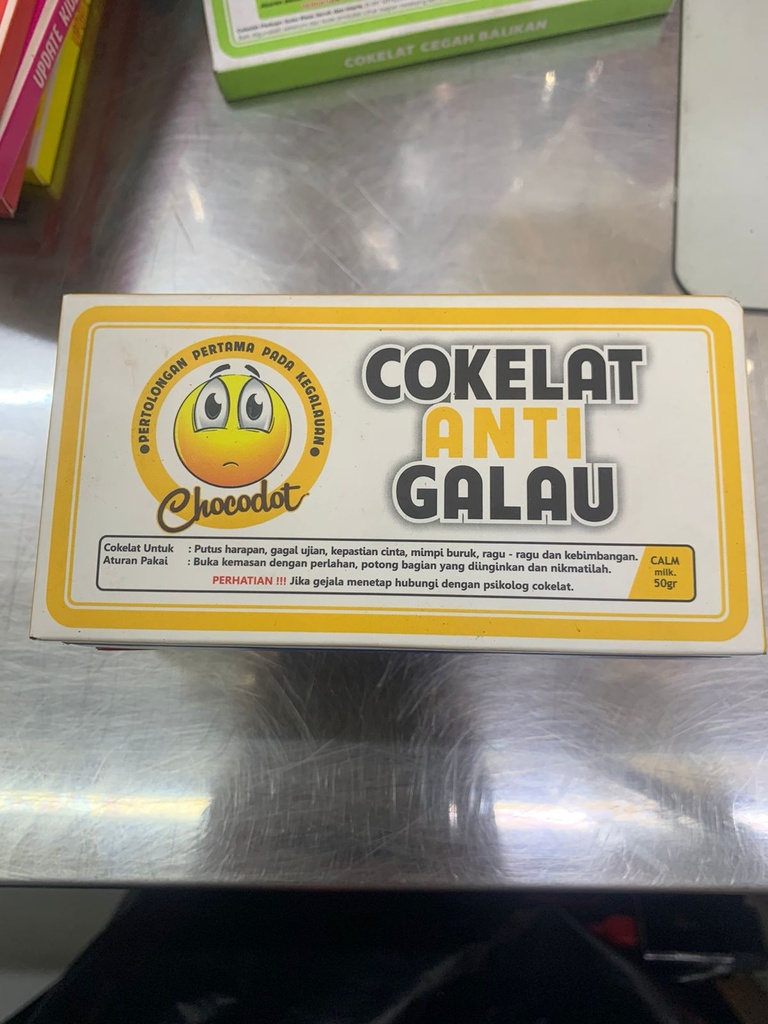 UPDATE KID
COKELAT CEGAH BALIKAN
PERTOLONGAN PERTAMA PADA KEGALAUAN
Chocodot
COKELAT
ANTI
GALAU
Cokelat Untuk : Putus harapan, gagal ujian, kepastian cinta, mimpi buruk, ragu - ragu dan kebimbangan.
Aturan Pakai : Buka kemasan dengan perlahan, potong bagian yang diinginkan dan nikmatilah.
PERHATIAN !!! Jika gejala menetap hubungi dengan psikolog cokelat.
CALM
milk.
50gr